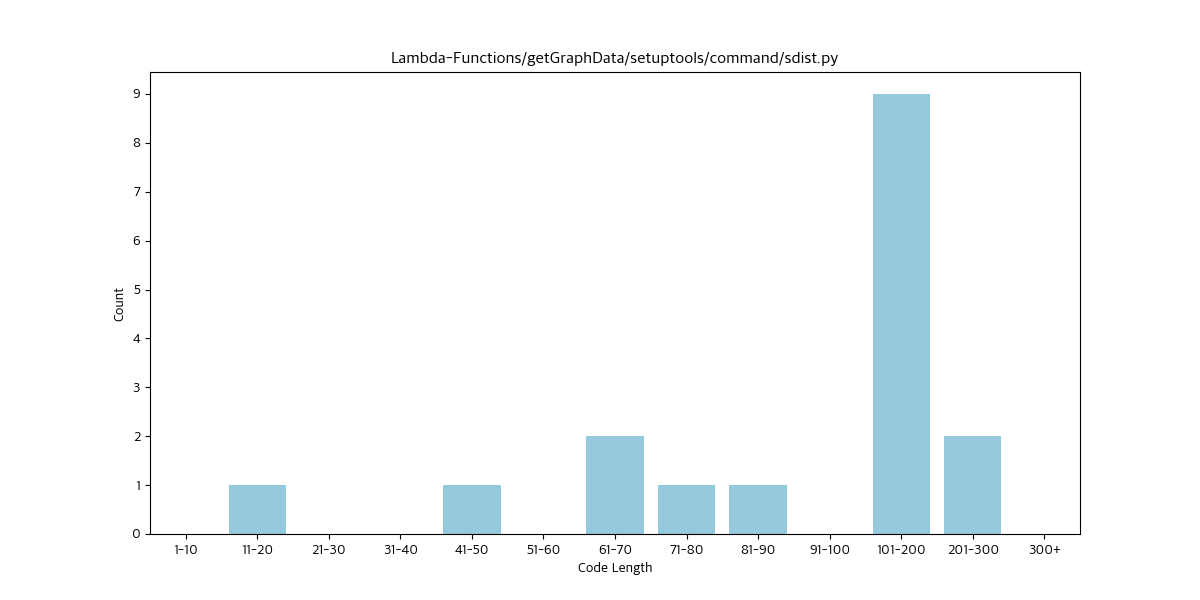 Lambda-Functions/getGraphData/setuptools/command/sdist.py
9
8
7
6
5
4
3
2
1
0
Count
1-10 11-20 21-30 31-40 41-50 51-60 61-70 71-80 81-90 91-100 101-200 201-300 300+
Code Length